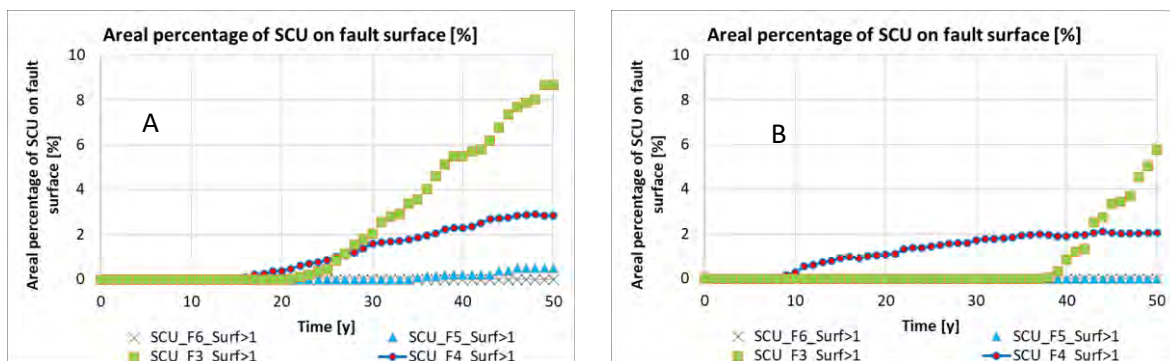 Areal percentage of SCU on fault surface [%]
Areal percentage of SCU on fault
surface [%]
10
8
6
4
2
0
A
0 10 20 30 40 50
Time [y]
SCU_F6_Surf>1 SCU_F5_Surf>1
SCU_F3_Surf>1 SCU_F4_Surf>1
Areal percentage of SCU on fault surface [%]
Areal percentage of SCU on fault
surface [%]
10
8
6
4
2
0
B
0 10 20 30 40 50
Time [y]
SCU_F6_Surf>1 SCU_F5_Surf>1
SCU_F3_Surf>1 SCU_F4_Surf>1